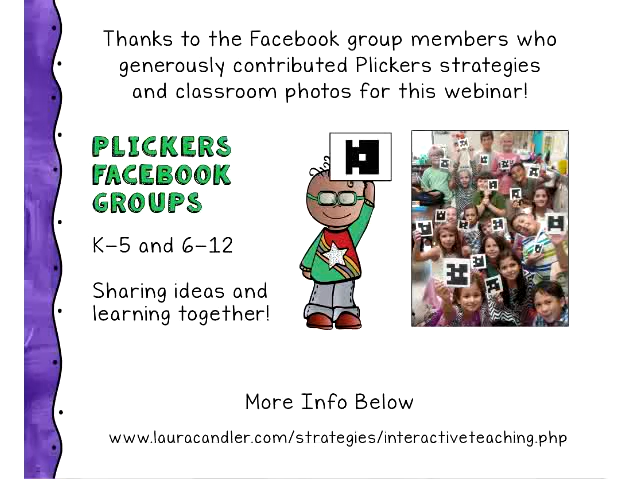 Thanks to the Facebook group members who
generously contributed Plickers strategies
and classroom photos for this webinar!
PLICKERS
FACEBOOK
GROUPS
K-5 and 6-12
Sharing ideas and
learning together!
More Info Below
www.lauracandler.com/strategies/interactiveteaching.php